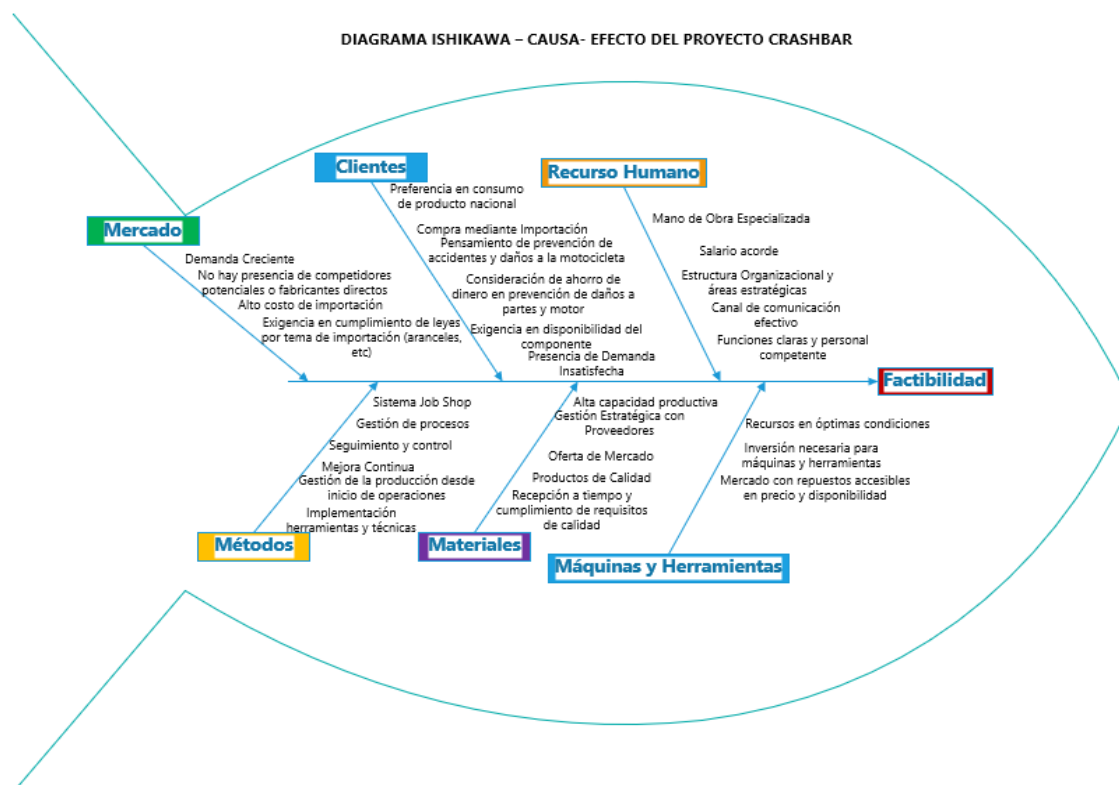 DIAGRAMA ISHIKAWA – CAUSA- EFECTO DEL PROYECTO CRASHBAR
Mercado
Demanda Creciente
No hay presencia de competidores
potenciales o fabricantes directos
Alto costo de importación
Exigencia en cumplimiento de leyes
por tema de importación (aranceles,
etc)
Clientes
Preferencia en consumo
de producto nacional
Compra mediante Importación
Pensamiento de prevención de
accidentes y daños a la motocicleta
Consideración de ahorro de
dinero en prevención de daños a
partes y motor
Exigencia en disponibilidad del
componente
Presencia de Demanda
Insatisfecha
Recurso Humano
Mano de Obra Especializada
Salario acorde
Estructura Organizacional y
áreas estratégicas
Canal de comunicación
efectivo
Funciones claras y personal
competente
Factibilidad
Sistema Job Shop
Gestión de procesos
Seguimiento y control
Mejora Continua
Gestión de la producción desde
inicio de operaciones
Implementación
herramientas y técnicas
Métodos
Alta capacidad productiva
Gestión Estratégica con
Proveedores
Oferta de Mercado
Productos de Calidad
Recepción a tiempo y
cumplimiento de requisitos
de calidad
Materiales
Recursos en óptimas condiciones
Inversión necesaria para
máquinas y herramientas
Mercado con repuestos accesibles
en precio y disponibilidad
Máquinas y Herramientas